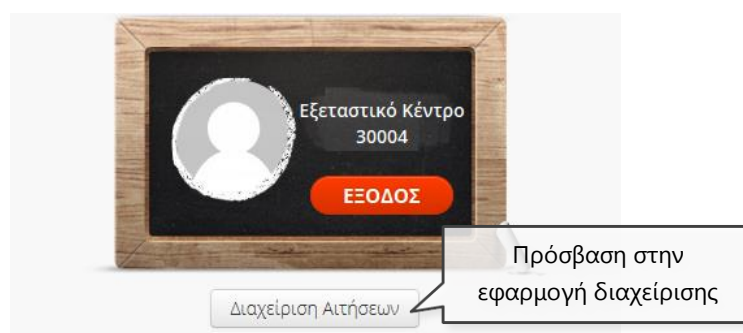 Εξεταστικό Κέντρο
30004
ΕΞΟΔΟΣ
Πρόσβαση στην
εφαρμογή διαχείρισης
Διαχείριση Αιτήσεων